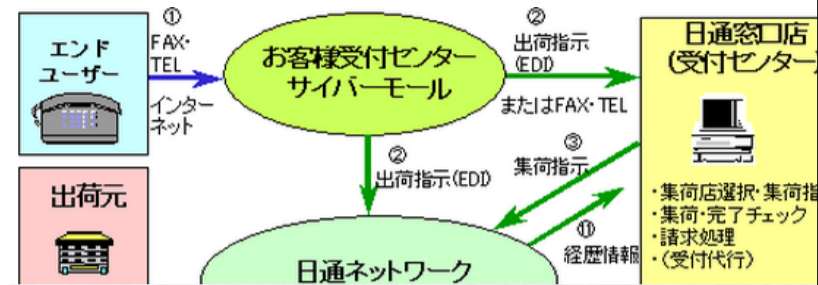 エンド
ユーザー
①
FAX・
TEL
インター
ネット
お客様受付センター
サイバーモール
②
出荷指示
(EDI)
またはFAX・TEL
日通窓口店
(受付センター)
②
出荷指示(EDI)
③
集荷指示
出荷元
日通ネットワーク
⑪
経歴情報
・集荷店選択・集荷指
・集荷・完了チェック
・請求処理
・(受付代行)